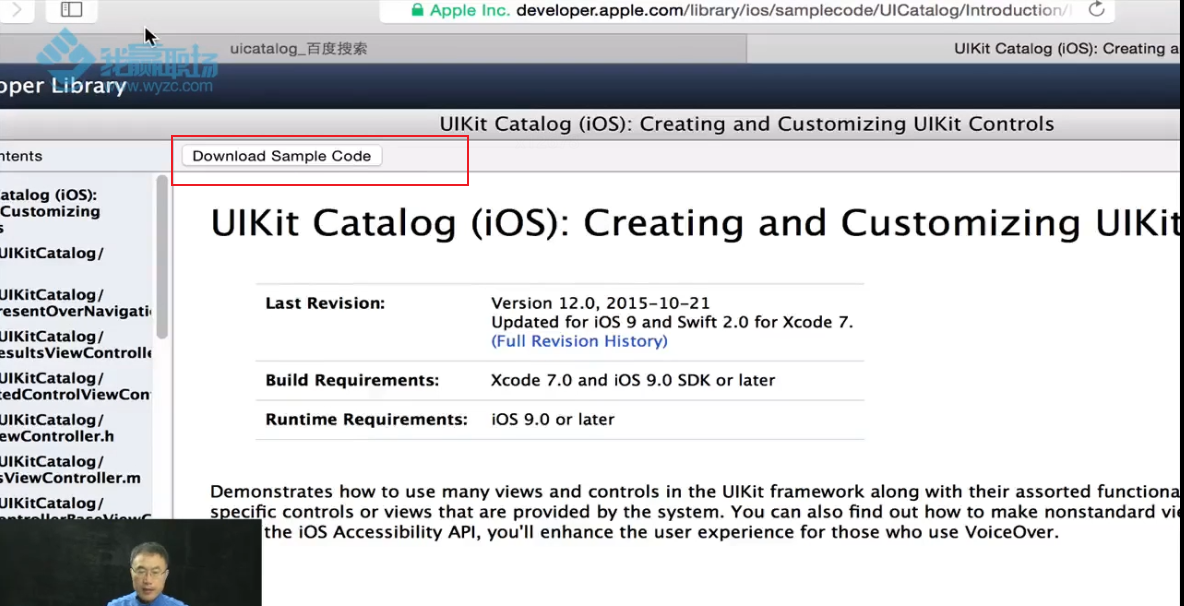 Apple Inc. developer.apple.com/library/ios/samplecode/UICatalog/Introduction/
uicatalog_百度搜索
UIKit Catalog (iOS): Creating a
我赢职场
www.wyzc.com
oper Library
UIKit Catalog (iOS): Creating and Customizing UIKit Controls
ntents
Download Sample Code
atalog (iOS):
Customizing
s
UIKitCatalog/
UIKitCatalog/
resentOverNavigati
UIKitCatalog/
esultsViewControlle
UIKitCatalog/
tedControlViewCon
UIKitCatalog/
ewController.h
UIKitCatalog/
sViewController.m
UIKitCatalog/
UIKit Catalog (iOS): Creating and Customizing UIKit
Last Revision:
Version 12.0, 2015-10-21
Updated for iOS 9 and Swift 2.0 for Xcode 7.
(Full Revision History)
Build Requirements:
Xcode 7.0 and iOS 9.0 SDK or later
Runtime Requirements:
iOS 9.0 or later
Demonstrates how to use many views and controls in the UIKit framework along with their assorted functiona
specific controls or views that are provided by the system. You can also find out how to make nonstandard vi
the iOS Accessibility API, you'll enhance the user experience for those who use VoiceOver.